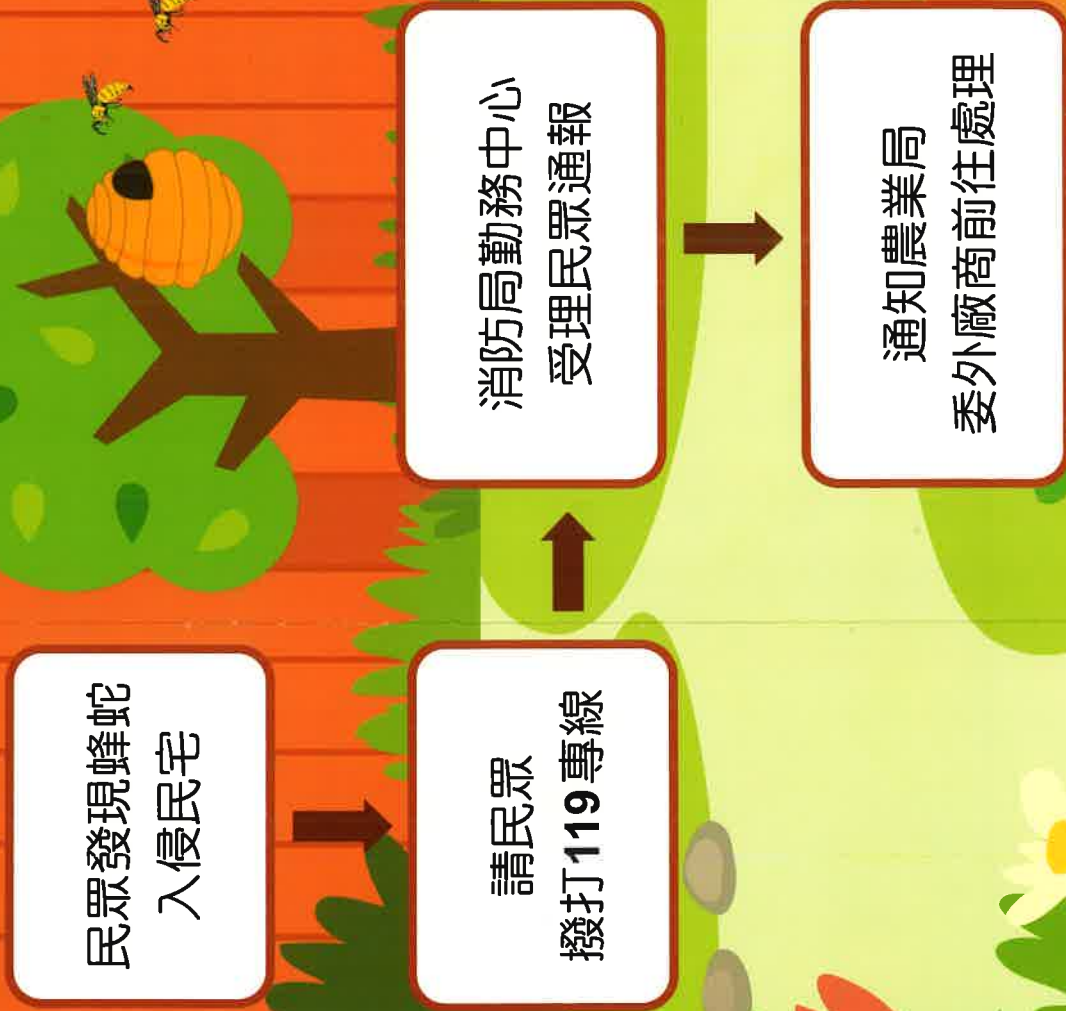 民眾發現蜂蛇
入侵民宅
請民眾
撥打119專線
消防局勤務中心
受理民眾通報
通知農業局
委外廠商前往處理